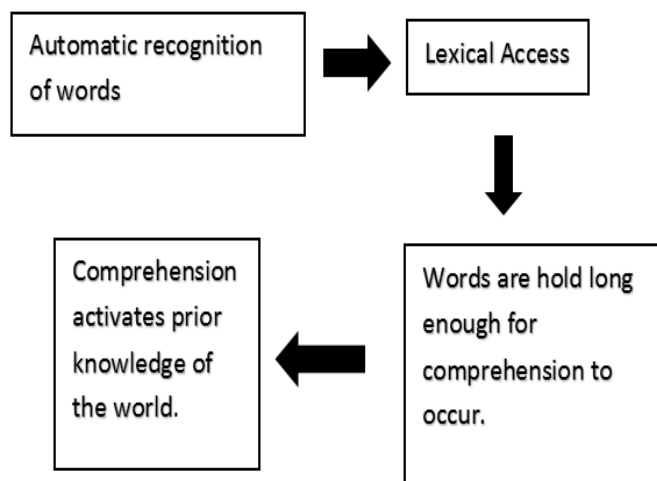 Automatic recognition
of words
Lexical Access
Words are hold long
enough for
comprehension to
occur.
Comprehension
activates prior
knowledge of
the world.